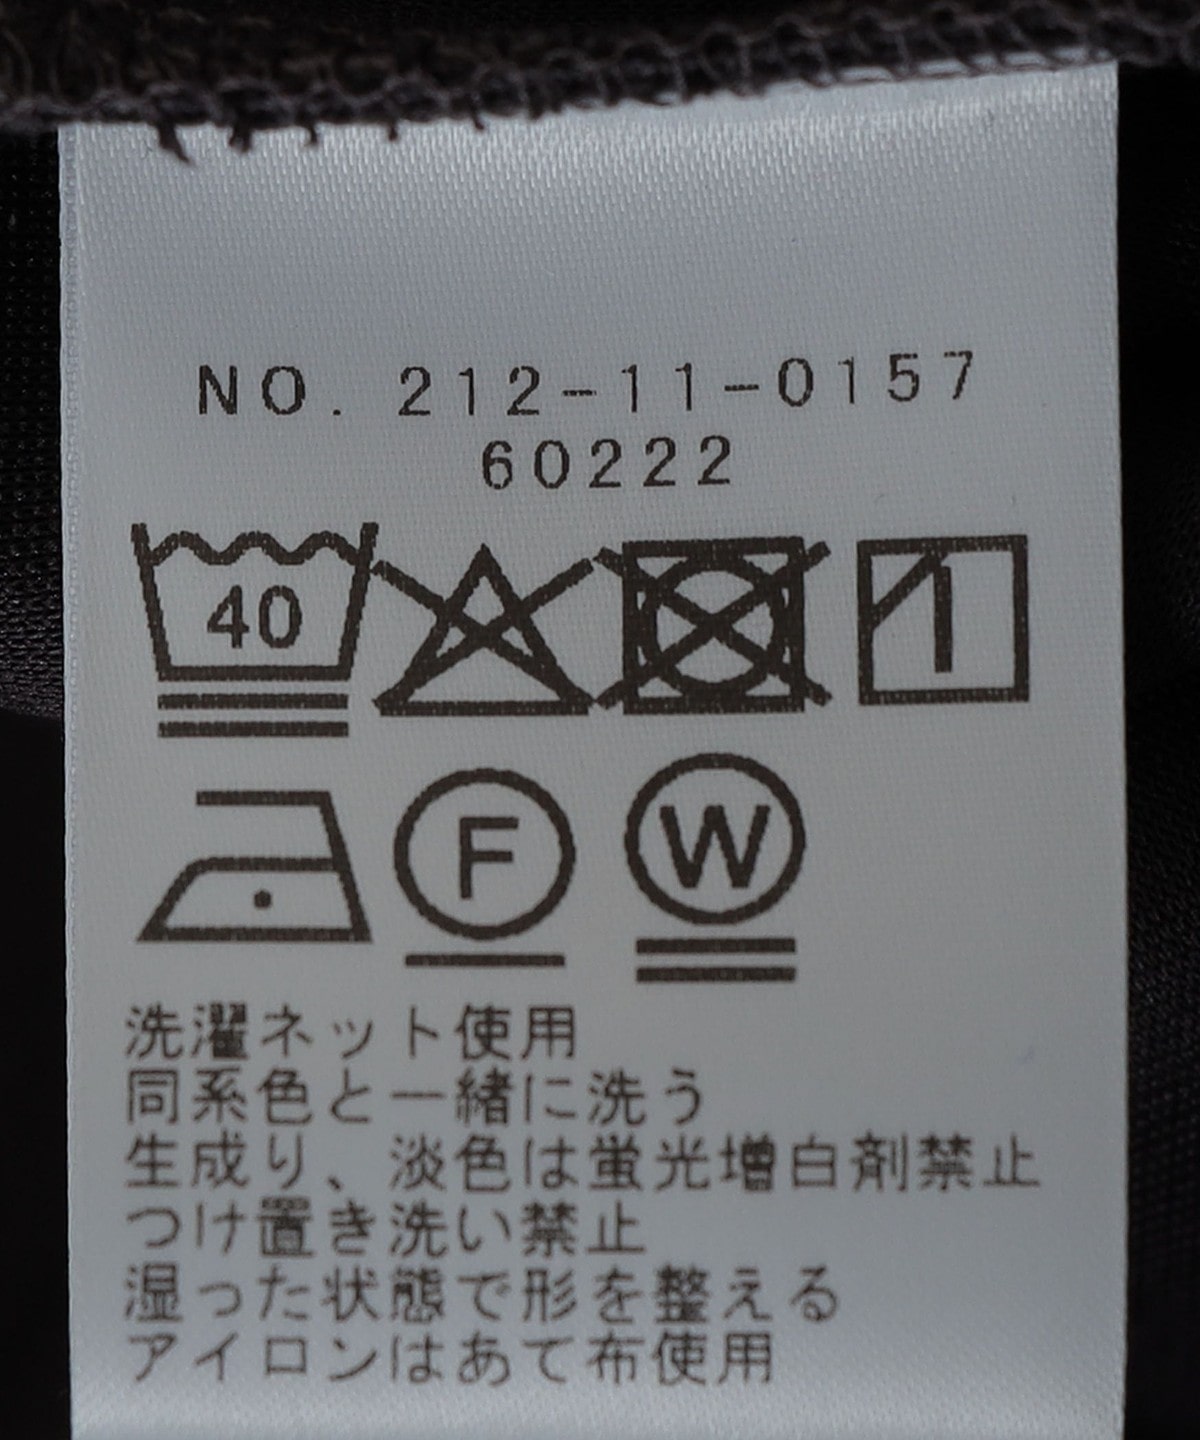 NO. 212-11-0157
60222
40
F W
洗濯ネット使用
同系色と一緒に洗う
生成り、淡色は蛍光増白剤禁止
つけ置き洗い禁止
湿った状態で形を整える
アイロンはあて布使用